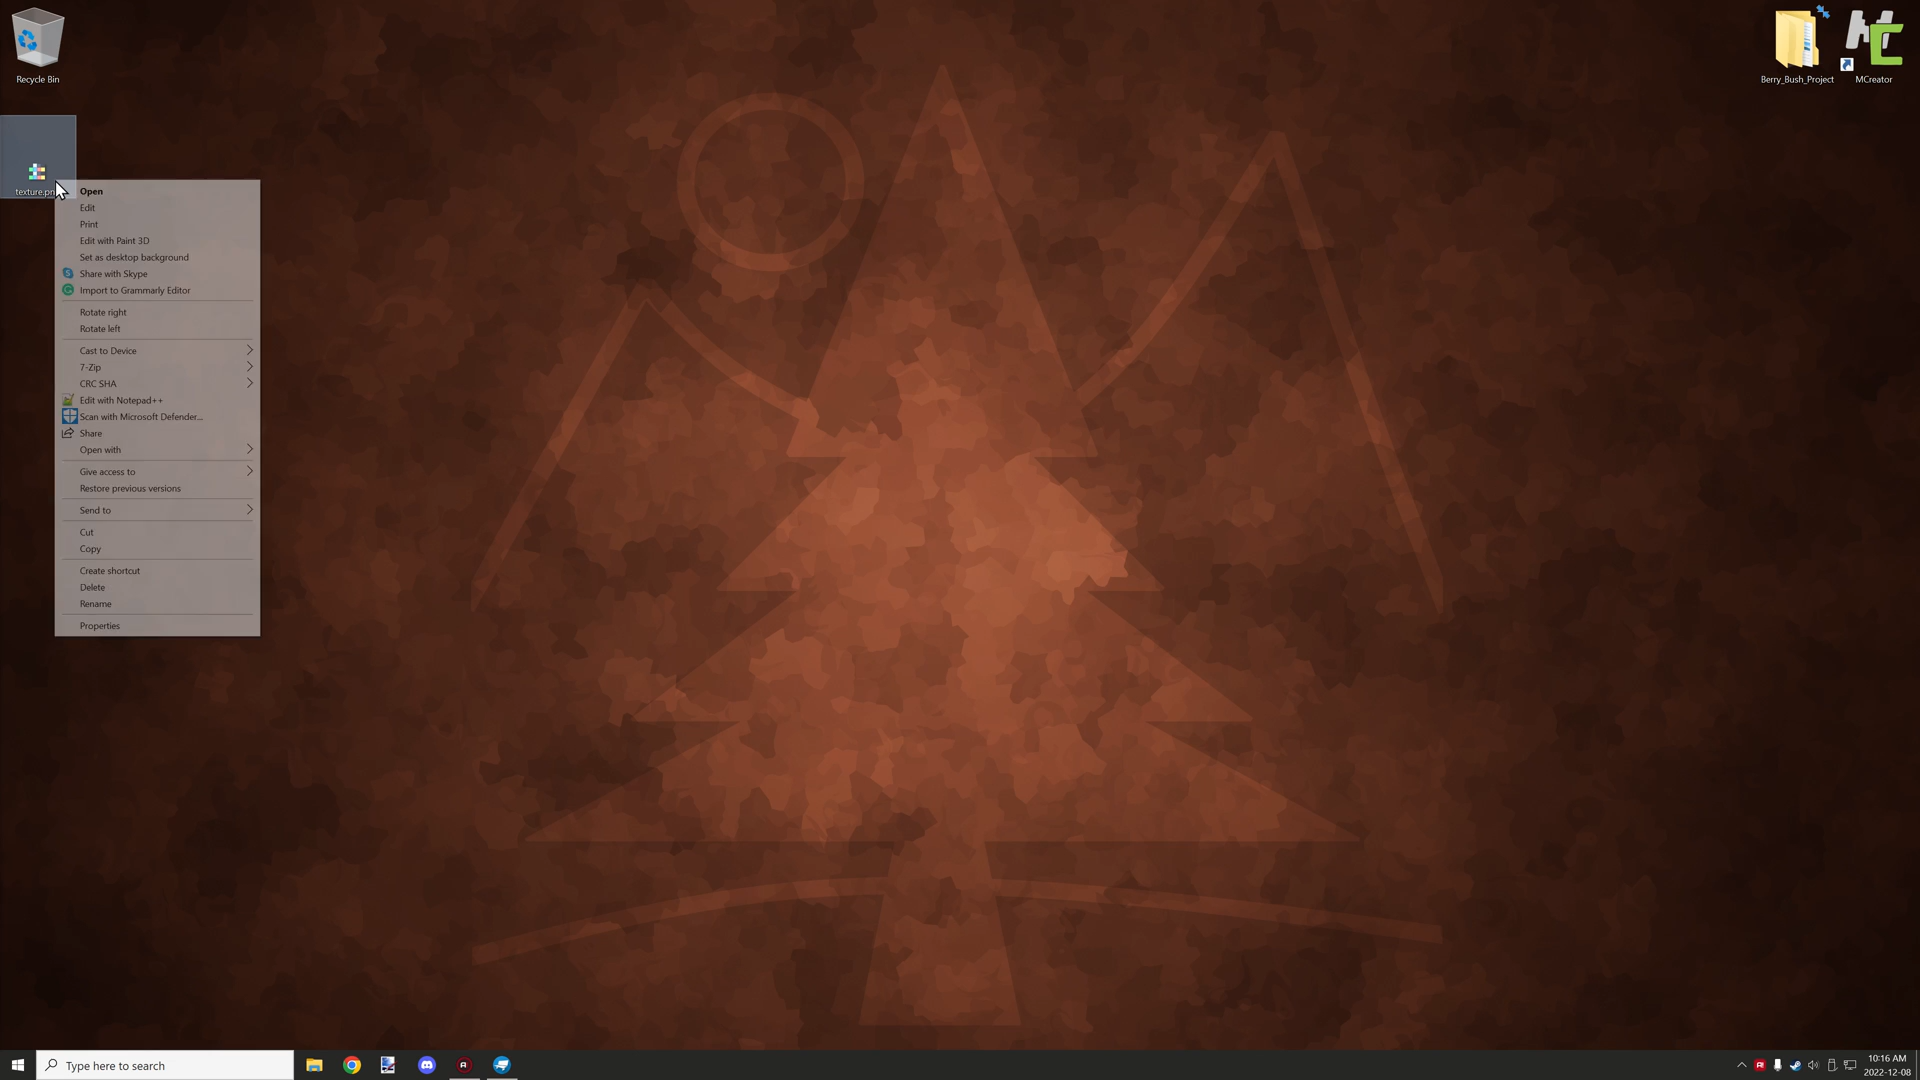 Recycle Bin
Berry_Bush_Project
MCreator
Open
Edit
Print
Edit with Paint 3D
Set as desktop background
Share with Skype
Import to Grammarly Editor
Rotate right
Rotate left
Cast to Device
7-Zip
CRC SHA
Edit with Notepad++
Scan with Microsoft Defender...
Share
Open with
Give access to
Restore previous versions
Send to
Cut
Copy
Create shortcut
Delete
Rename
Properties
Type here to search
10:16 AM
2022-12-08